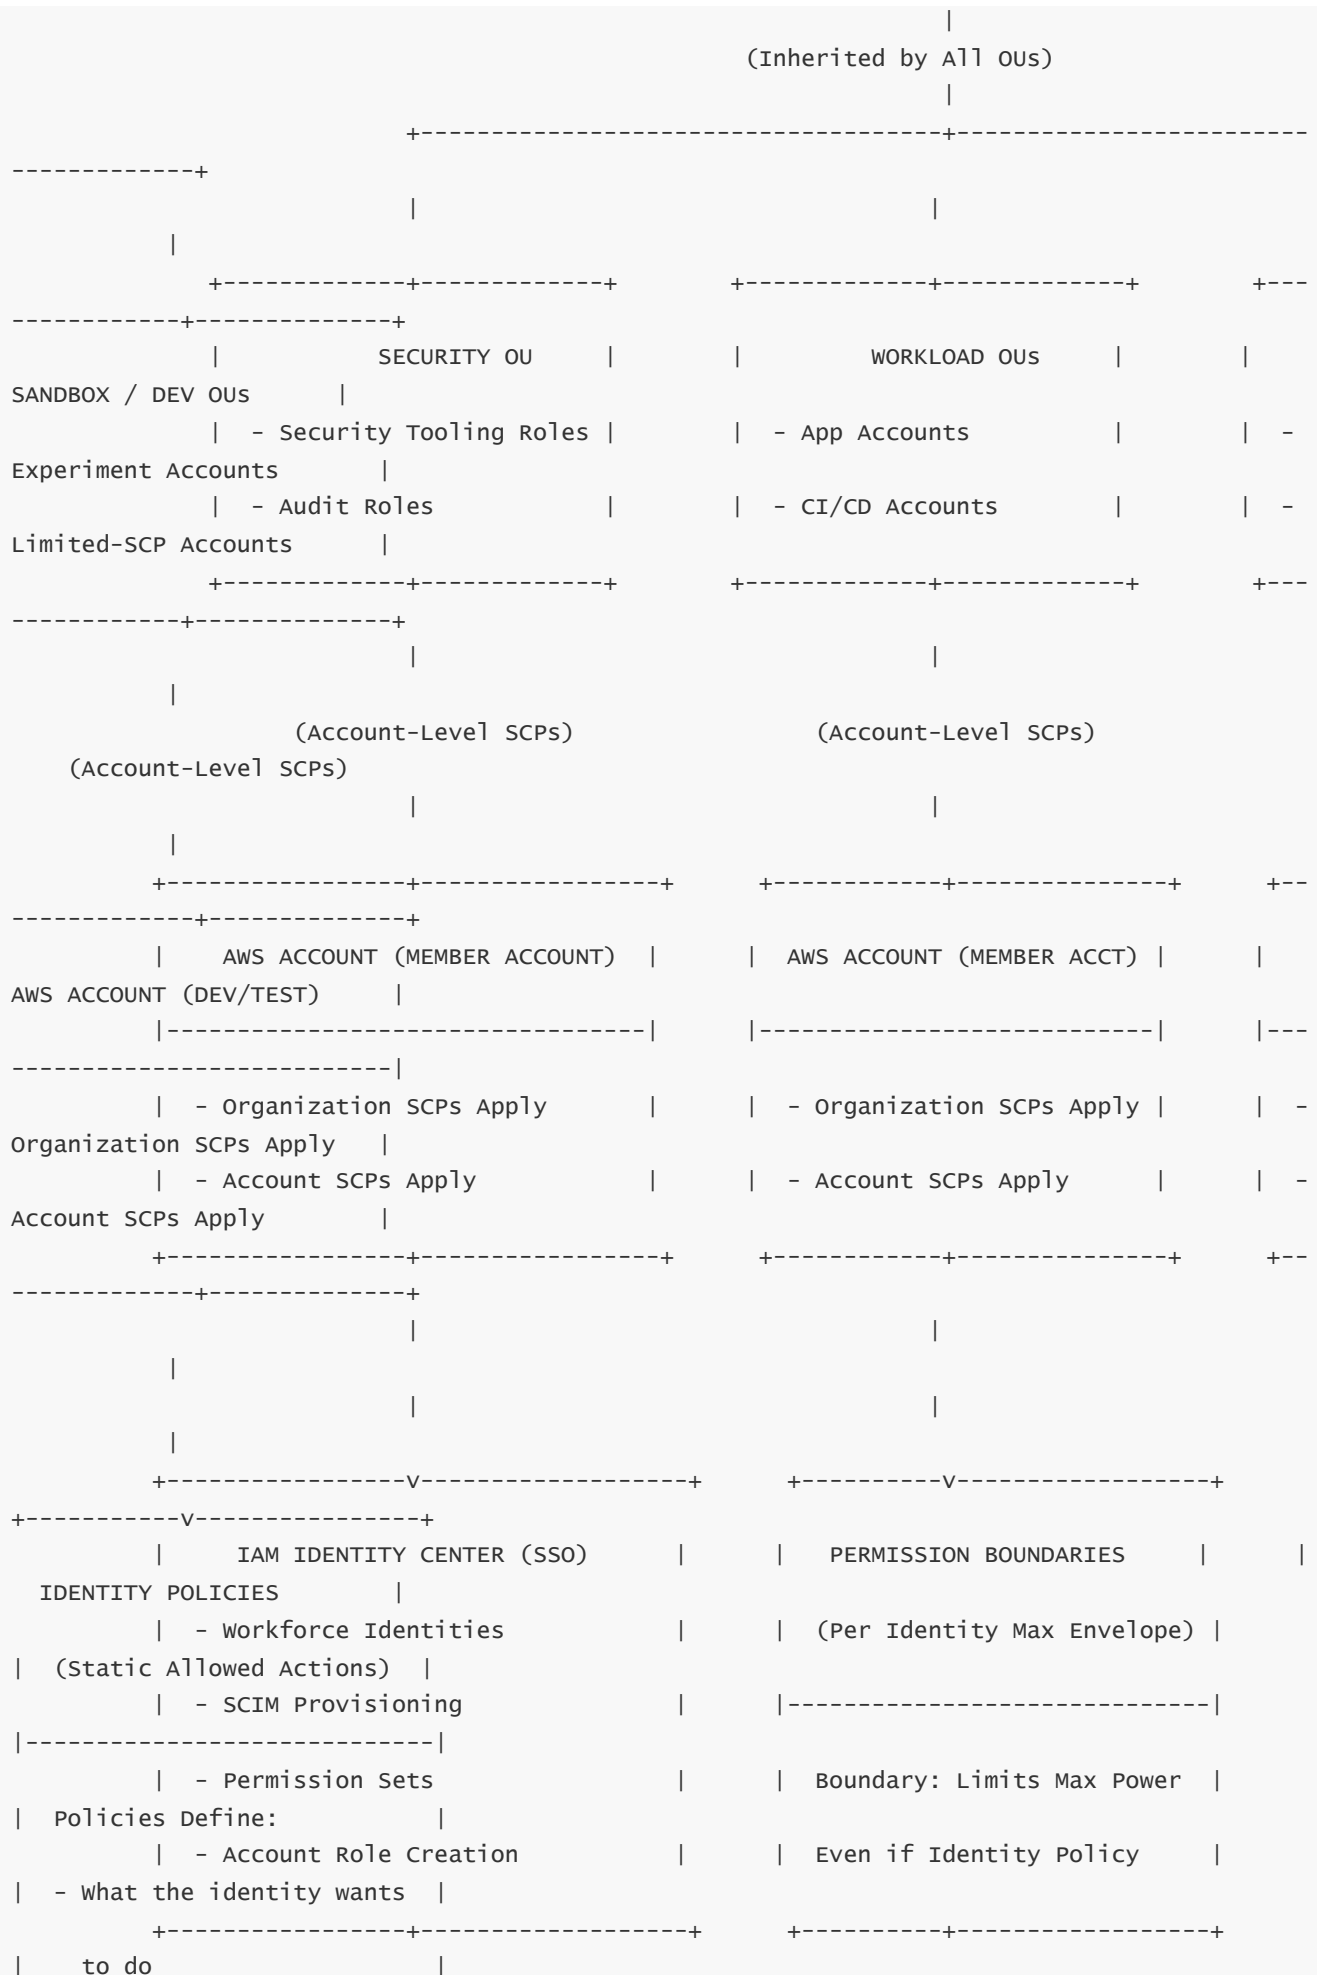 |
                                                    (Inherited by All OUs)
                                                                  |
                            +-------------------------------------+-------------------------
-------------+
                            |                                    |
           |
              +-------------+-------------+        +-------------+-------------+        +---
------------+--------------+
              |           SECURITY OU     |        |         WORKLOAD OUs     |        |
SANDBOX / DEV OUs      |
              |  - Security Tooling Roles |        |  - App Accounts          |        |  -
Experiment Accounts       |
              |  - Audit Roles            |        |  - CI/CD Accounts        |        |  -
Limited-SCP Accounts      |
              +-------------+-------------+        +-------------+-------------+        +---
------------+--------------+
                            |                                    |
           |
                    (Account-Level SCPs)                 (Account-Level SCPs)
    (Account-Level SCPs)
                            |                                    |
           |
          +-----------------+-----------------+      +------------+---------------+      +--
-------------+--------------+
          |    AWS ACCOUNT (MEMBER ACCOUNT)  |      |  AWS ACCOUNT (MEMBER ACCT) |      |
AWS ACCOUNT (DEV/TEST)     |
          |----------------------------------|      |----------------------------|      |---
---------------------------|
          |  - Organization SCPs Apply       |      |  - Organization SCPs Apply |      |  -
Organization SCPs Apply   |
          |  - Account SCPs Apply            |      |  - Account SCPs Apply      |      |  -
Account SCPs Apply        |
          +-----------------+-----------------+      +------------+---------------+      +--
-------------+--------------+
                            |                                    |
           |
                            |                                    |
           |
          +-----------------v-------------------+      +----------v------------------+
+-----------v----------------+
          |     IAM IDENTITY CENTER (SSO)      |     |   PERMISSION BOUNDARIES     |      |
  IDENTITY POLICIES         |
          |  - Workforce Identities            |     |  (Per Identity Max Envelope) |
|  (Static Allowed Actions)  |
          |  - SCIM Provisioning               |      |------------------------------|
|-----------------------------|
          |  - Permission Sets                 |     |  Boundary: Limits Max Power  |
|  Policies Define:           |
          |  - Account Role Creation           |     |  Even if Identity Policy     |
|  - What the identity wants  |
          +-----------------+-------------------+      +----------+------------------+
|    to do                    |